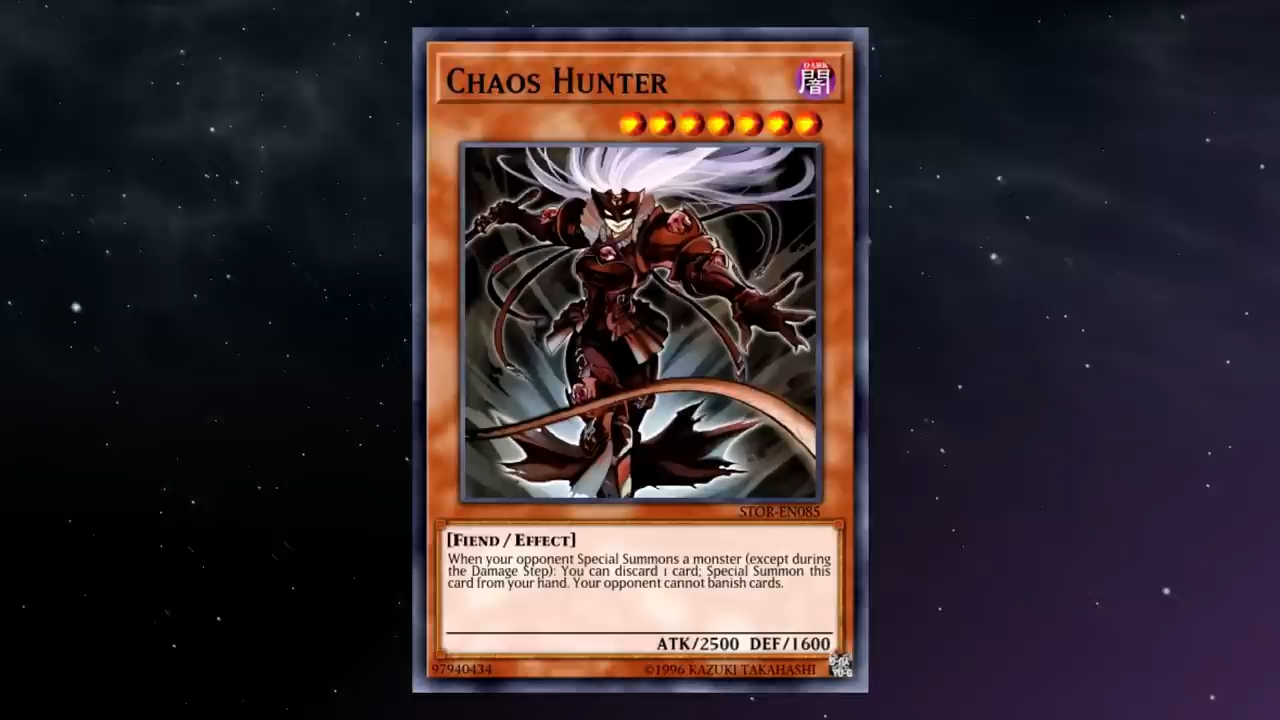 CHAOS HUNTER
DARK
闇
STOR-EN085
[FIEND / EFFECT]
When your opponent Special Summons a monster (except during
the Damage Step): You can discard 1 card; Special Summon this
card from your hand. Your opponent cannot banish cards.
ATK/2500 DEF/1600
97940434
©1996 KAZUKI TAKAHASHI